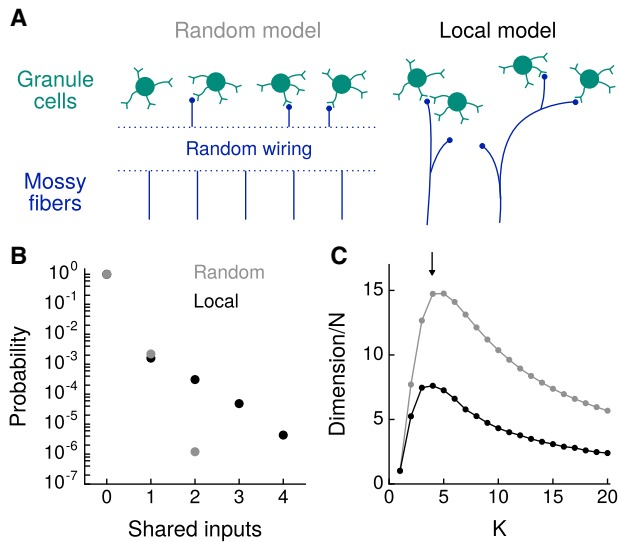 A
Random model
Local model
Granule
cells
Random wiring
Mossy
fibers
B
Random
Local
Probability
10^0
10^-1
10^-2
10^-3
10^-4
10^-5
10^-6
10^-7
0 1 2 3 4
Shared inputs
C
Dimension/N
15
10
5
0
0 5 10 15 20
K